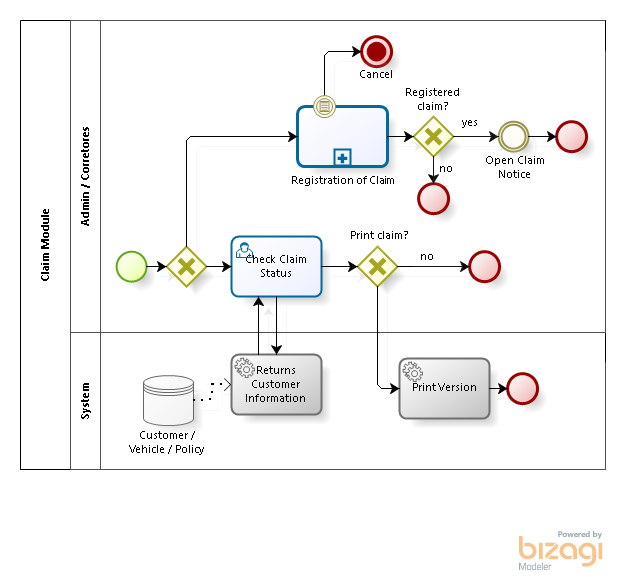 Claim Module
Admin / Corretores
System
Cancel
Registered
claim?
yes
no
Open Claim
Notice
Registration of Claim
Print claim?
no
Check Claim
Status
Returns
Customer
Information
Print Version
Customer /
Vehicle / Policy
Powered by
bizagi
Modeler